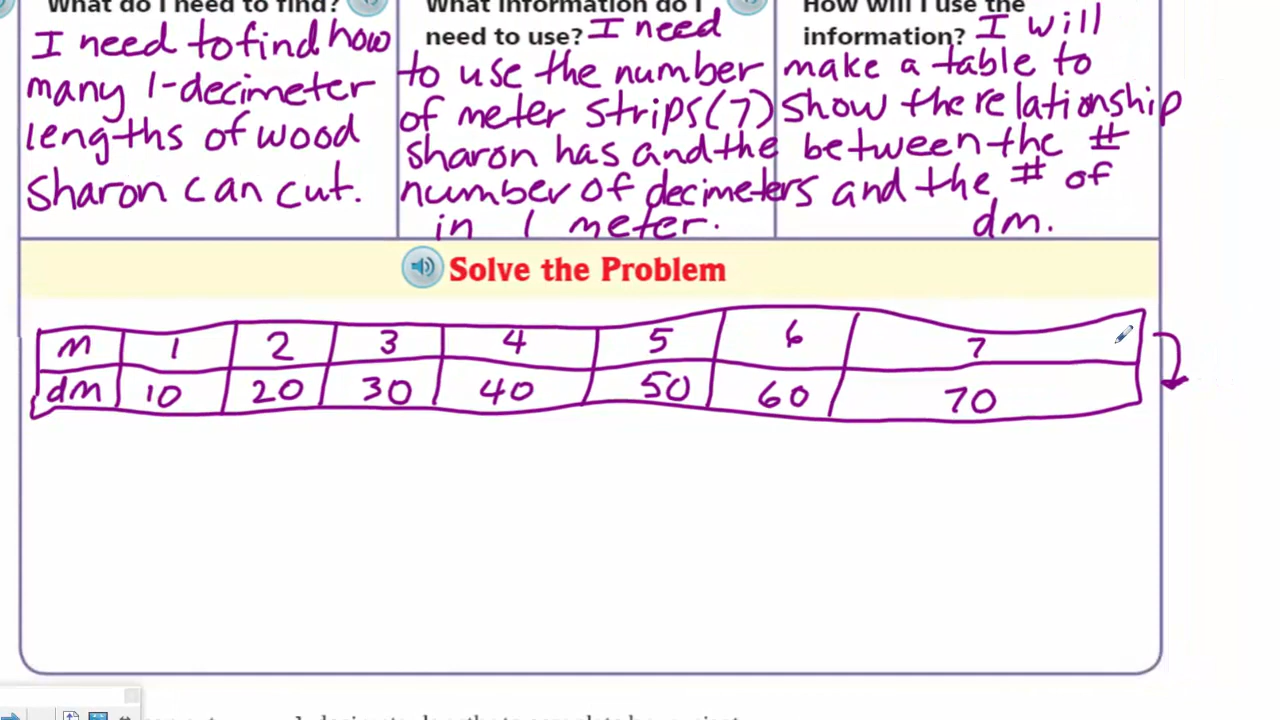 What do I need to find?
I need to find how
many 1-decimeter
lengths of wood
Sharon can cut.
What information do I
need to use? I need
to use the number
of meter strips (7)
Sharon has and the
number of decimeters
in 1 meter.
How will I use the
information? I will
make a table to
show the relationship
between the #
and the # of
dm.
Solve the Problem
m 1 2 3 4 5 6 7
dm 10 20 30 40 50 60 70